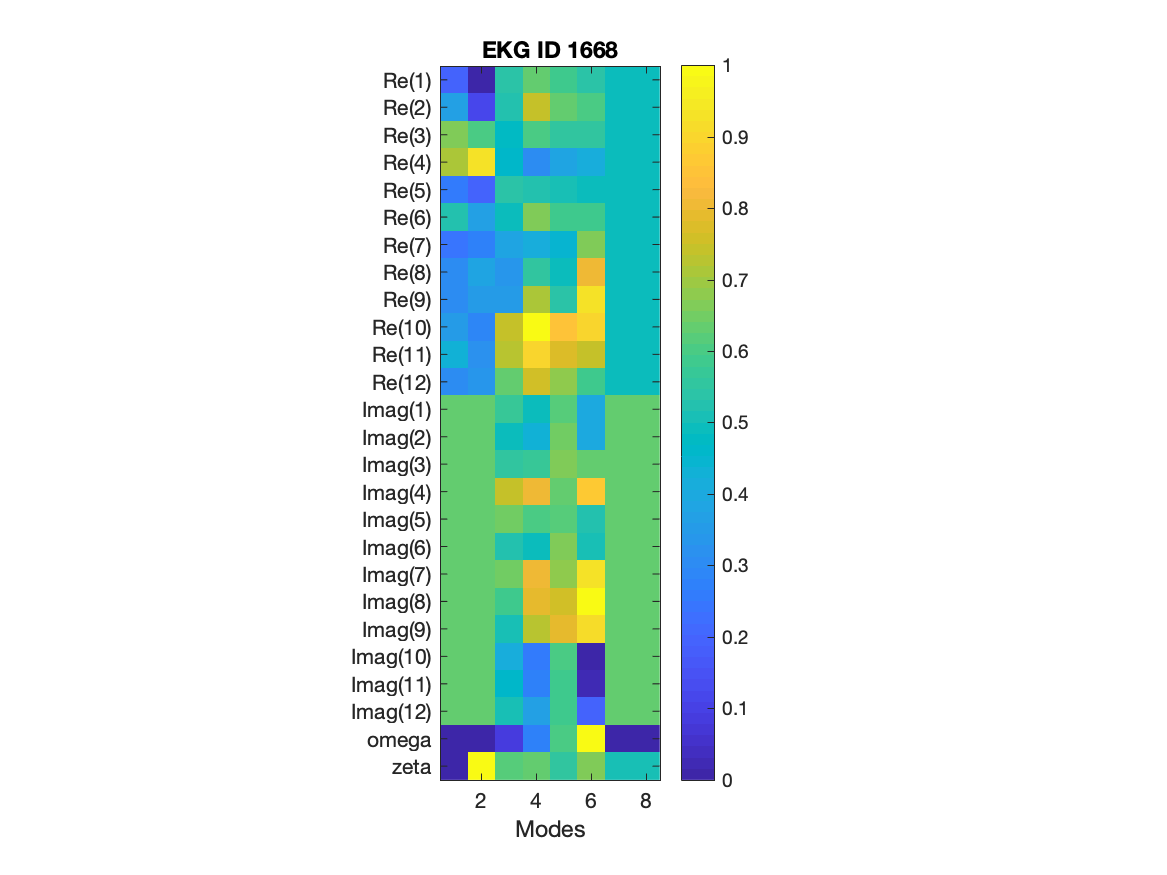 EKG ID 1668
Re(1)
Re(2)
Re(3)
Re(4)
Re(5)
Re(6)
Re(7)
Re(8)
Re(9)
Re(10)
Re(11)
Re(12)
Imag(1)
Imag(2)
Imag(3)
Imag(4)
Imag(5)
Imag(6)
Imag(7)
Imag(8)
Imag(9)
Imag(10)
Imag(11)
Imag(12)
omega
zeta
2 4 6 8
Modes
1
0.9
0.8
0.7
0.6
0.5
0.4
0.3
0.2
0.1
0